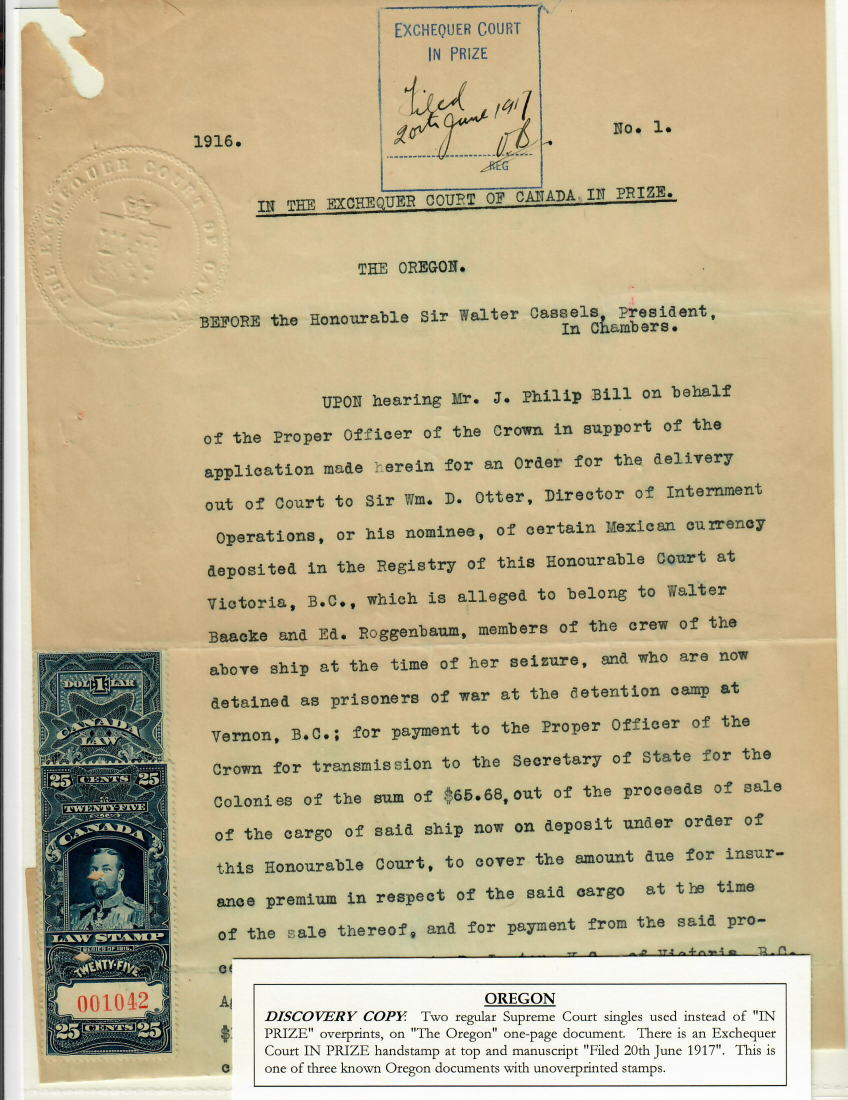 EXCHEQUER COURT
IN PRIZE
Filed
20th June 1917
REG
1916.
No. 1.
THE EXCHEQUER COURT OF CANADA
IN THE EXCHEQUER COURT OF CANADA IN PRIZE.
THE OREGON.
BEFORE the Honourable Sir Walter Cassels, President,
In Chambers.
UPON hearing Mr. J. Philip Bill on behalf
of the Proper Officer of the Crown in support of the
application made herein for an Order for the delivery
out of Court to Sir Wm. D. Otter, Director of Internment
Operations, or his nominee, of certain Mexican currency
deposited in the Registry of this Honourable Court at
Victoria, B.C., which is alleged to belong to Walter
Baacke and Ed. Roggenbaum, members of the crew of the
above ship at the time of her seizure, and who are now
detained as prisoners of war at the detention camp at
Vernon, B.C.; for payment to the Proper Officer of the
Crown for transmission to the Secretary of State for the
Colonies of the sum of $65.68, out of the proceeds of sale
of the cargo of said ship now on deposit under order of
this Honourable Court, to cover the amount due for insur-
ance premium in respect of the said cargo at the time
of the sale thereof, and for payment from the said pro-
of Victoria, B.C.
DOLLAR 1
CANADA
LAW
25 CENTS 25
TWENTY-FIVE
CANADA
LAW STAMP
SERIES OF 1915.
TWENTY-FIVE
001042
25 CENTS 25
OREGON
DISCOVERY COPY. Two regular Supreme Court singles used instead of "IN
PRIZE" overprints, on "The Oregon" one-page document. There is an Exchequer
Court IN PRIZE handstamp at top and manuscript "Filed 20th June 1917". This is
one of three known Oregon documents with unoverprinted stamps.